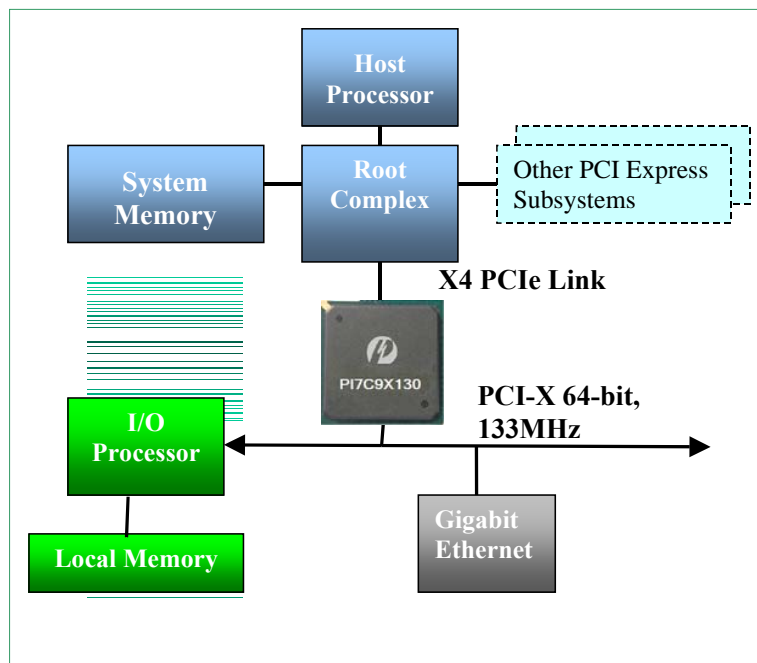 Host
Processor
System
Memory
Root
Complex
Other PCI Express
Subsystems
X4 PCIe Link
PI7C9X130
PCI-X 64-bit,
133MHz
I/O
Processor
Local Memory
Gigabit
Ethernet